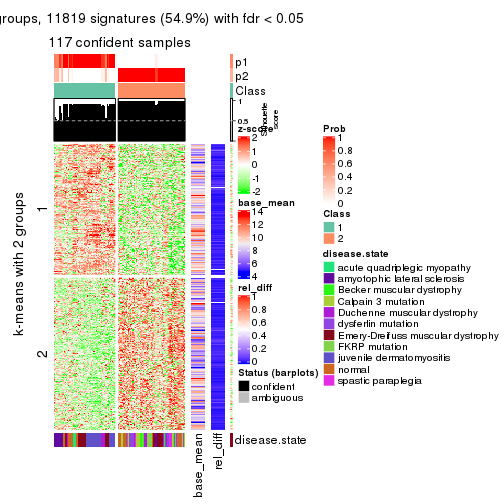 groups, 11819 signatures (54.9%) with fdr < 0.05
117 confident samples
p1
p2
Class
1
0.5
0
Silhouette
score
k-means with 2 groups
1
2
base_mean
rel_diff
disease.state
z-score
2
1
0
-1
-2
base_mean
14
12
10
8
6
4
rel_diff
1
0.8
0.6
0.4
0.2
0
Status (barplots)
confident
ambiguous
Prob
1
0.8
0.6
0.4
0.2
0
Class
1
2
disease.state
acute quadriplegic myopathy
amyotophic lateral sclerosis
Becker muscular dystrophy
Calpain 3 mutation
Duchenne muscular dystrophy
dysferlin mutation
Emery-Dreifuss muscular dystrophy
FKRP mutation
juvenile dermatomyositis
normal
spastic paraplegia